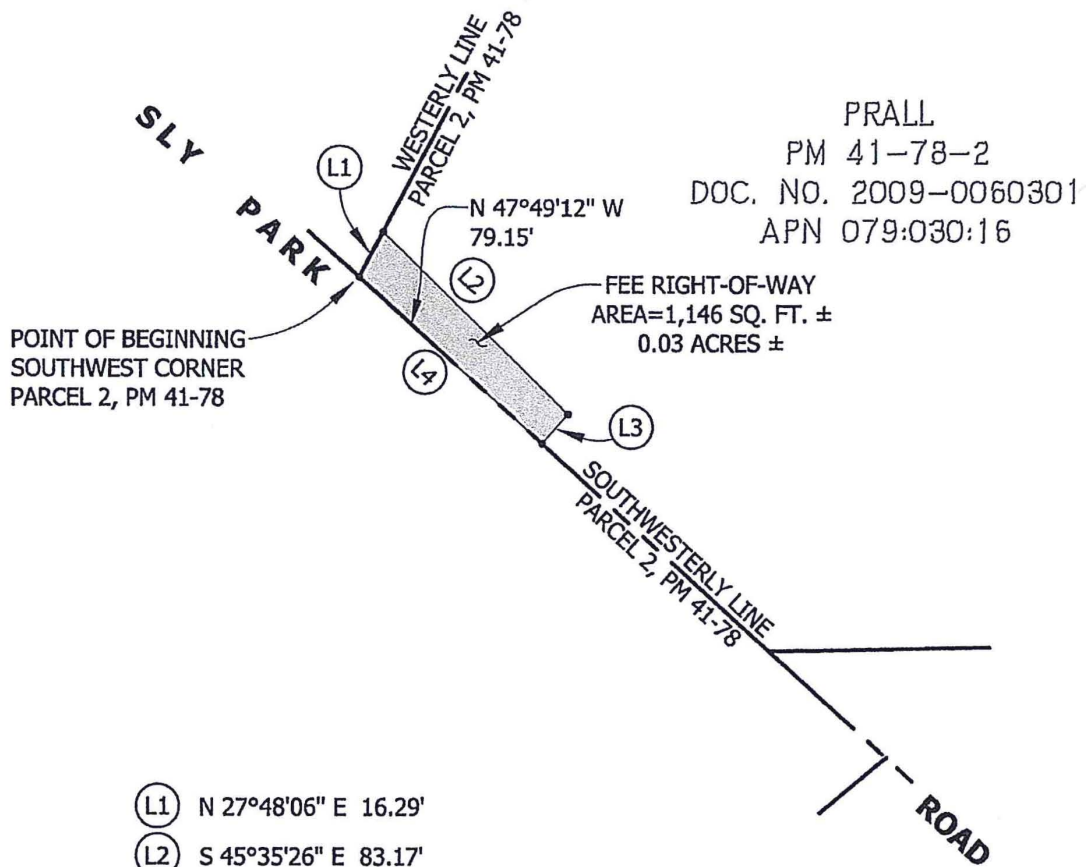 SLY PARK ROAD
WESTERLY LINE
PARCEL 2, PM 41-78
PRALL
PM 41-78-2
DOC. NO. 2009-0060301
APN 079:030:16
L1
N 47°49'12" W
79.15'
L2
FEE RIGHT-OF-WAY
AREA=1,146 SQ. FT. ±
0.03 ACRES ±
POINT OF BEGINNING
SOUTHWEST CORNER
PARCEL 2, PM 41-78
L4
L3
SOUTHWESTERLY LINE
PARCEL 2, PM 41-78
L1 N 27°48'06" E 16.29'
L2 S 45°35'26" E 83.17'